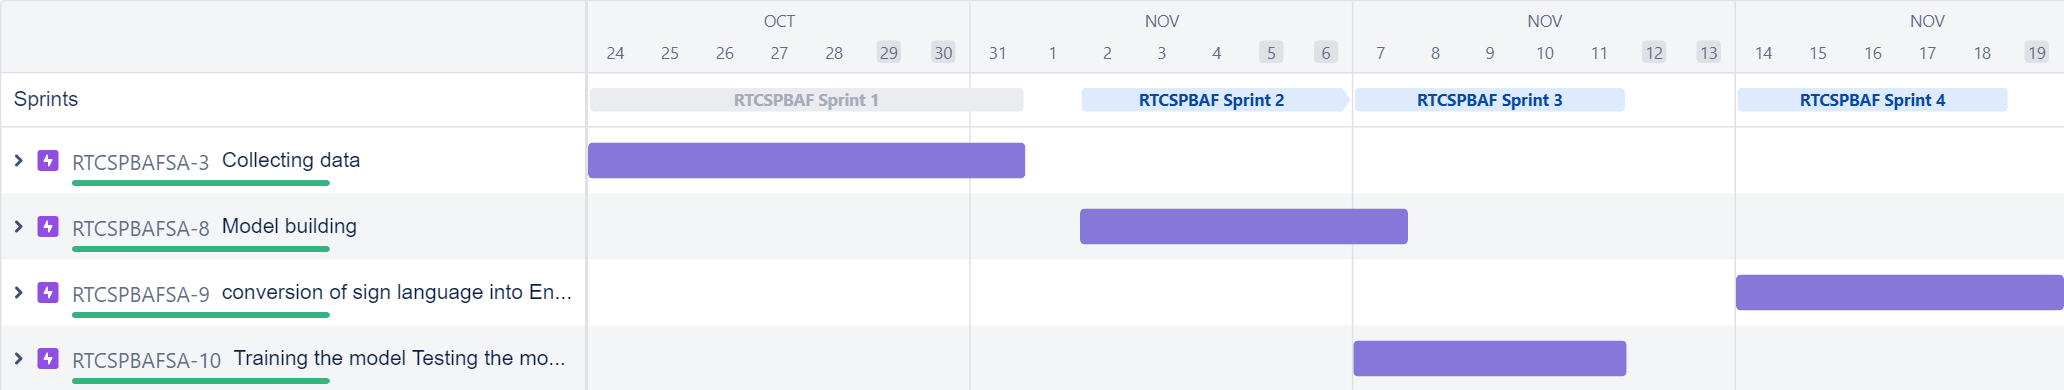 OCT NOV NOV NOV
24 25 26 27 28 29 30 31 1 2 3 4 5 6 7 8 9 10 11 12 13 14 15 16 17 18 19
Sprints RTCSPBAF Sprint 1 RTCSPBAF Sprint 2 RTCSPBAF Sprint 3 RTCSPBAF Sprint 4
RTCSPBAFSA-3 Collecting data
RTCSPBAFSA-8 Model building
RTCSPBAFSA-9 conversion of sign language into En...
RTCSPBAFSA-10 Training the model Testing the mo...